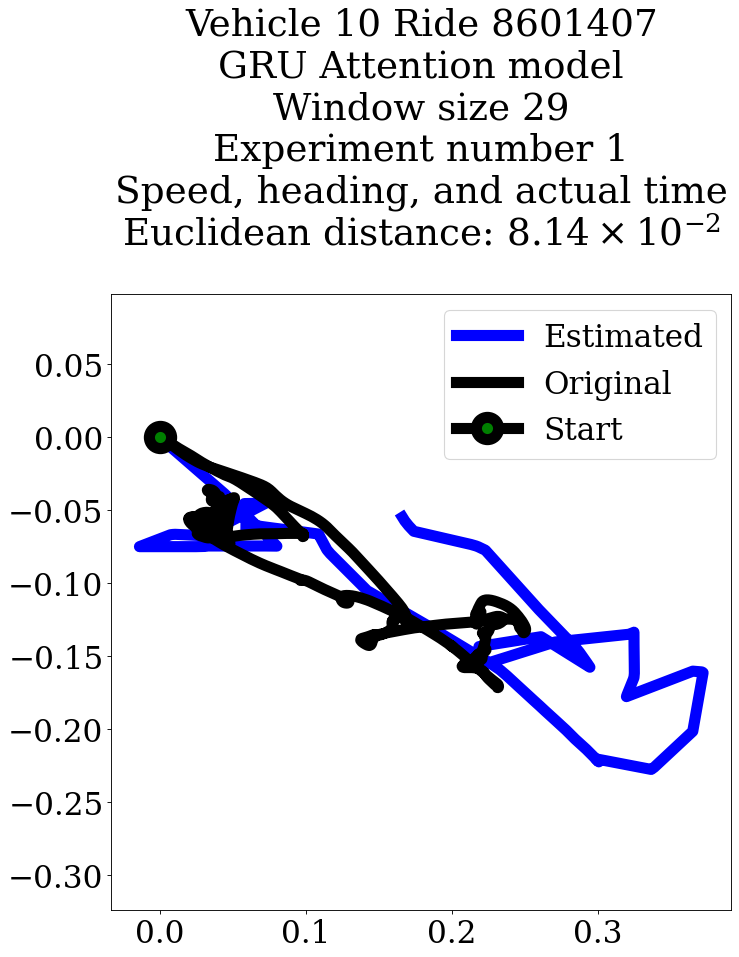 Vehicle 10 Ride 8601407
GRU Attention model
Window size 29
Experiment number 1
Speed, heading, and actual time
Euclidean distance: 8.14 × 10⁻²
Estimated
Original
Start
0.05
0.00
−0.05
−0.10
−0.15
−0.20
−0.25
−0.30
0.0 0.1 0.2 0.3